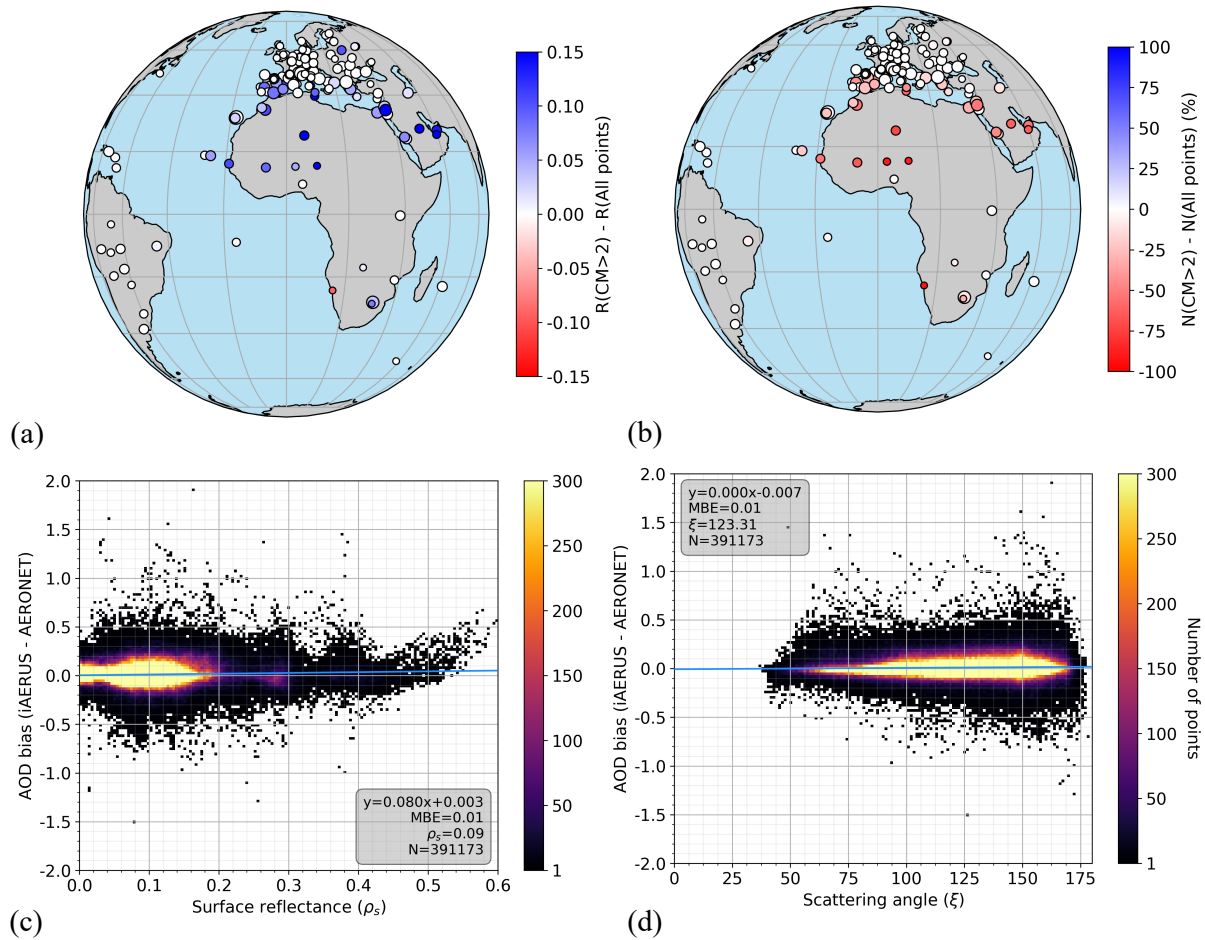 0.15
0.10
0.05
0.00
-0.05
-0.10
-0.15
R(CM>2) - R(All points)
(a)
100
75
50
25
0
-25
-50
-75
-100
N(CM>2) - N(All points) (%)
(b)
2.0
1.5
1.0
0.5
0.0
-0.5
-1.0
-1.5
-2.0
AOD bias (iAERUS - AERONET)
y=0.080x+0.003
MBE=0.01
ρs=0.09
N=391173
0.0 0.1 0.2 0.3 0.4 0.5 0.6
Surface reflectance (ρs)
300
250
200
150
100
50
1
(c)
2.0
1.5
1.0
0.5
0.0
-0.5
-1.0
-1.5
-2.0
AOD bias (iAERUS - AERONET)
y=0.000x-0.007
MBE=0.01
ξ=123.31
N=391173
0 25 50 75 100 125 150 175
Scattering angle (ξ)
300
250
200
150
100
50
1
Number of points
(d)